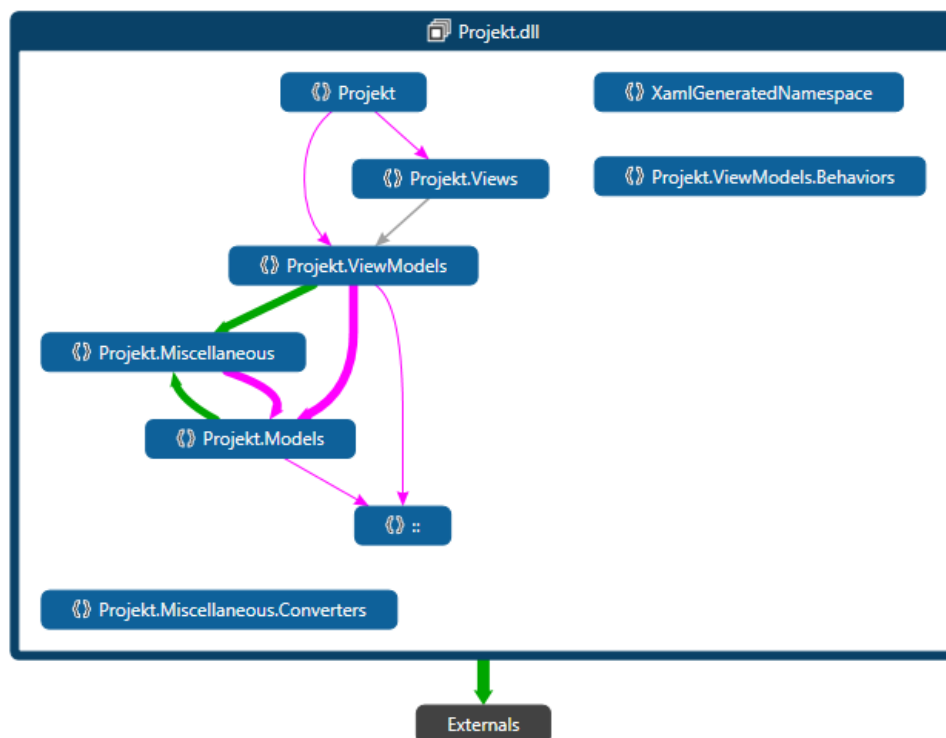 Projekt.dll
Projekt
XamlGeneratedNamespace
Projekt.Views
Projekt.ViewModels.Behaviors
Projekt.ViewModels
Projekt.Miscellaneous
Projekt.Models
::
Projekt.Miscellaneous.Converters
Externals